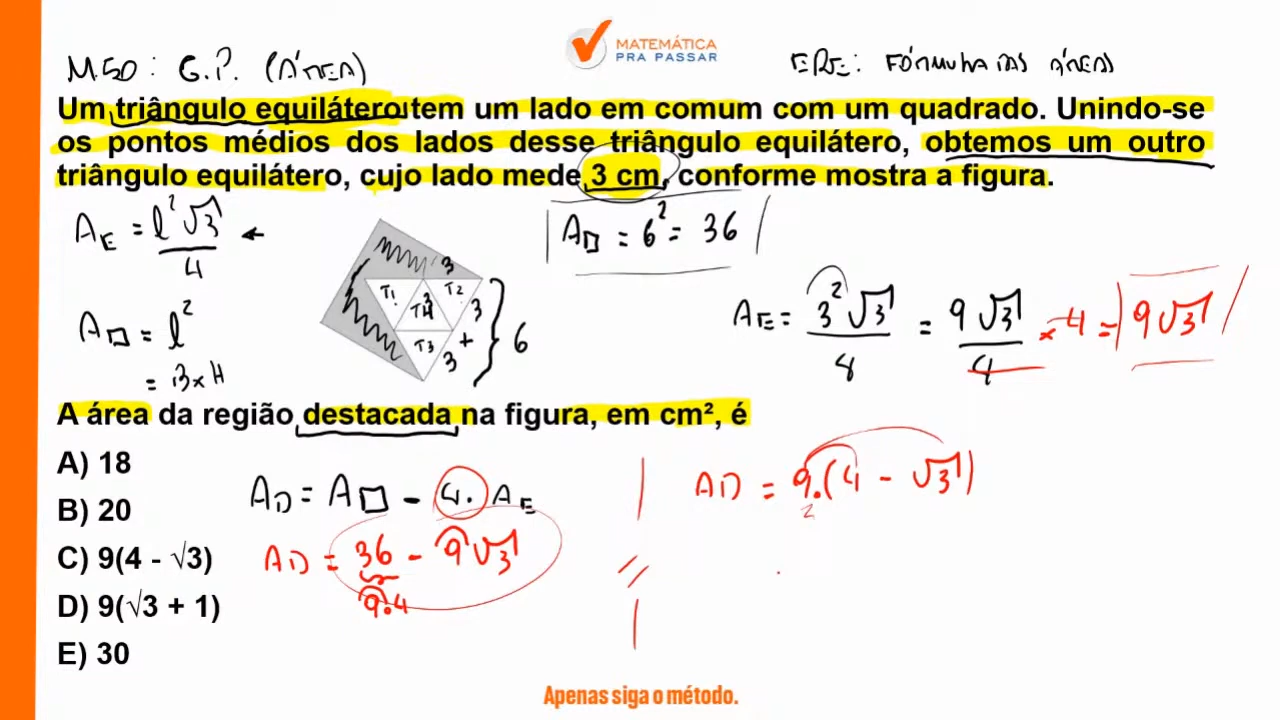 MATEMÁTICA
PRA PASSAR
M.50: G.P. (ÁREA)
ERE: FÓRMULA DAS ÁREAS
Um triângulo equilátero tem um lado em comum com um quadrado. Unindo-se
os pontos médios dos lados desse triângulo equilátero, obtemos um outro
triângulo equilátero, cujo lado mede 3 cm, conforme mostra a figura.
A_E = l²√3/4
A□ = 6² = 36
A□ = l²
= B x H
T1
T2
T3
T4
3
3
3 + 3
6
A_E = 3²√3/4 = 9√3/4 x 4 = 9√3
A área da região destacada na figura, em cm², é
A) 18
B) 20
C) 9(4 - √3)
D) 9(√3 + 1)
E) 30
AD = A□ - 4. A_E
AD = 36 - 9√3
9.4
AD = 9.(4 - √3)
Apenas siga o método.